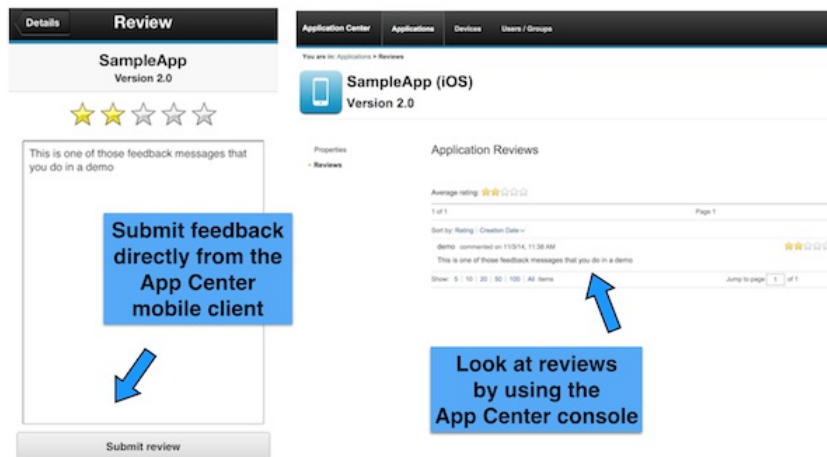 Details
Review
SampleApp
Version 2.0
This is one of those feedback messages that
you do in a demo
Submit feedback
directly from the
App Center
mobile client
Submit review
Application Center
Applications
Devices
Users / Groups
You are in: Applications > Reviews
SampleApp (iOS)
Version 2.0
Properties
- Reviews
Application Reviews
Average rating:
1 of 1
Page 1
Sort by: Rating | Creation Date
demo commented on 11/3/14, 11:38 AM
This is one of those feedback messages that you do in a demo
Show: 5 | 10 | 20 | 50 | 100 | All items
Jump to page 1 of 1
Look at reviews
by using the
App Center console